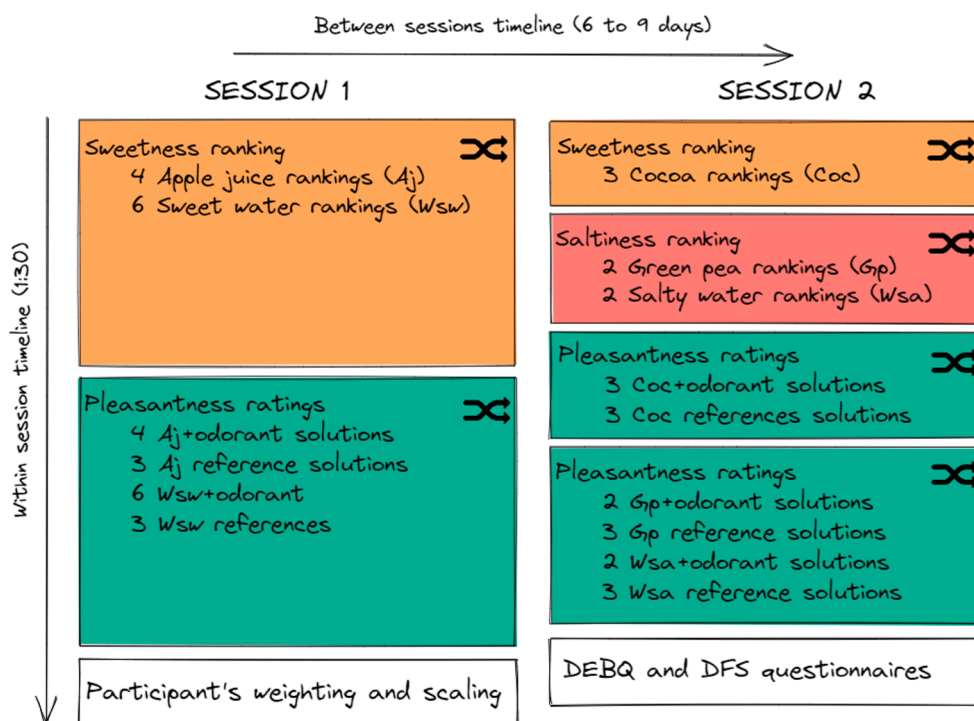 Between sessions timeline (6 to 9 days)
SESSION 1
Sweetness ranking
4 Apple juice rankings (Aj)
6 Sweet water rankings (Wsw)
Pleasantness ratings
4 Aj+odorant solutions
3 Aj reference solutions
6 Wsw+odorant
3 Wsw references
Participant's weighting and scaling
SESSION 2
Sweetness ranking
3 Cocoa rankings (Coc)
Saltiness ranking
2 Green pea rankings (Gp)
2 Salty water rankings (Wsa)
Pleasantness ratings
3 Coc+odorant solutions
3 Coc references solutions
Pleasantness ratings
2 Gp+odorant solutions
3 Gp reference solutions
2 Wsa+odorant solutions
3 Wsa reference solutions
DEBQ and DFS questionnaires
Within session timeline (1:30)